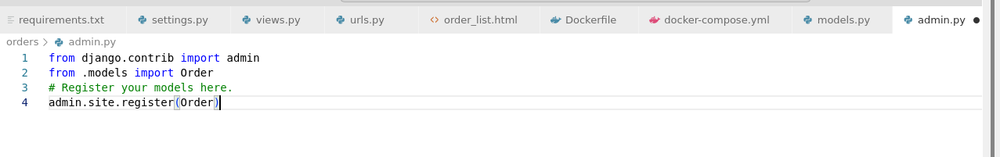 requirements.txt settings.py views.py urls.py order_list.html Dockerfile docker-compose.yml models.py admin.py
orders > admin.py
1 from django.contrib import admin
2 from .models import Order
3 # Register your models here.
4 admin.site.register(Order)